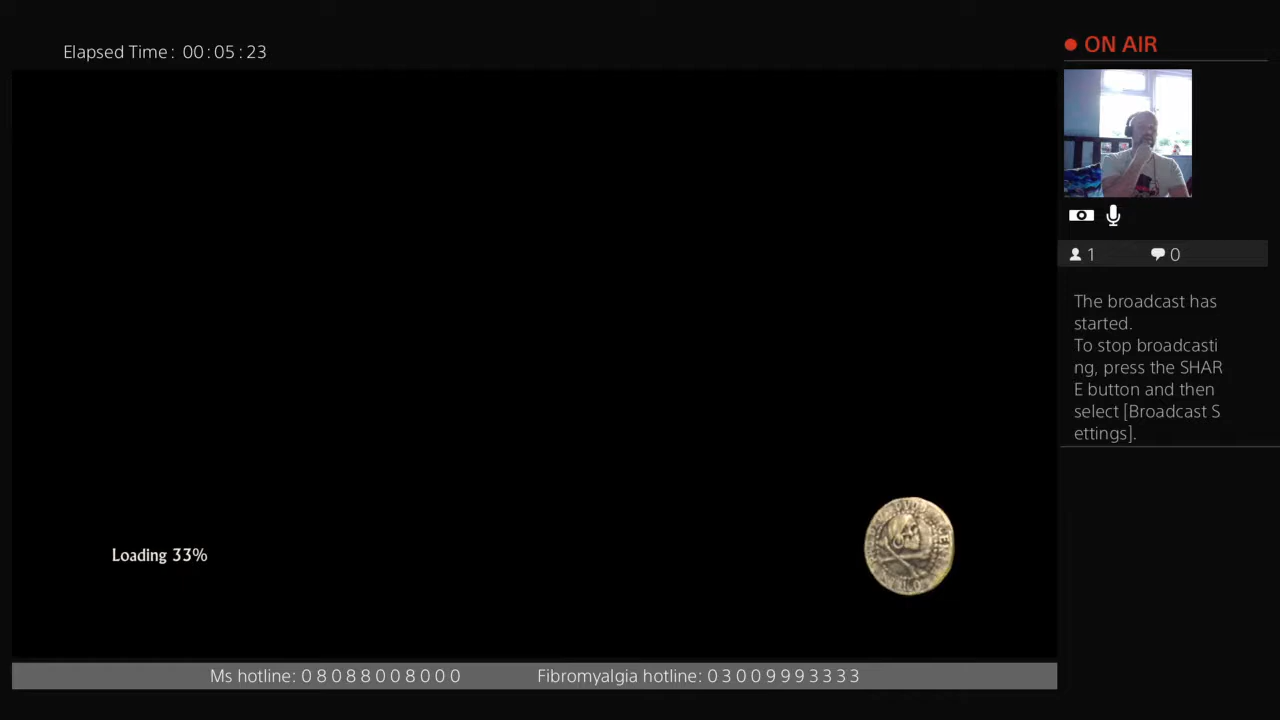 Elapsed Time: 00:05:23
ON AIR
1 0
The broadcast has
started.
To stop broadcasti
ng, press the SHAR
E button and then
select [Broadcast S
ettings].
Loading 33%
Ms hotline: 0 8 0 8 8 0 0 8 0 0 0 Fibromyalgia hotline: 0 3 0 0 9 9 9 3 3 3 3